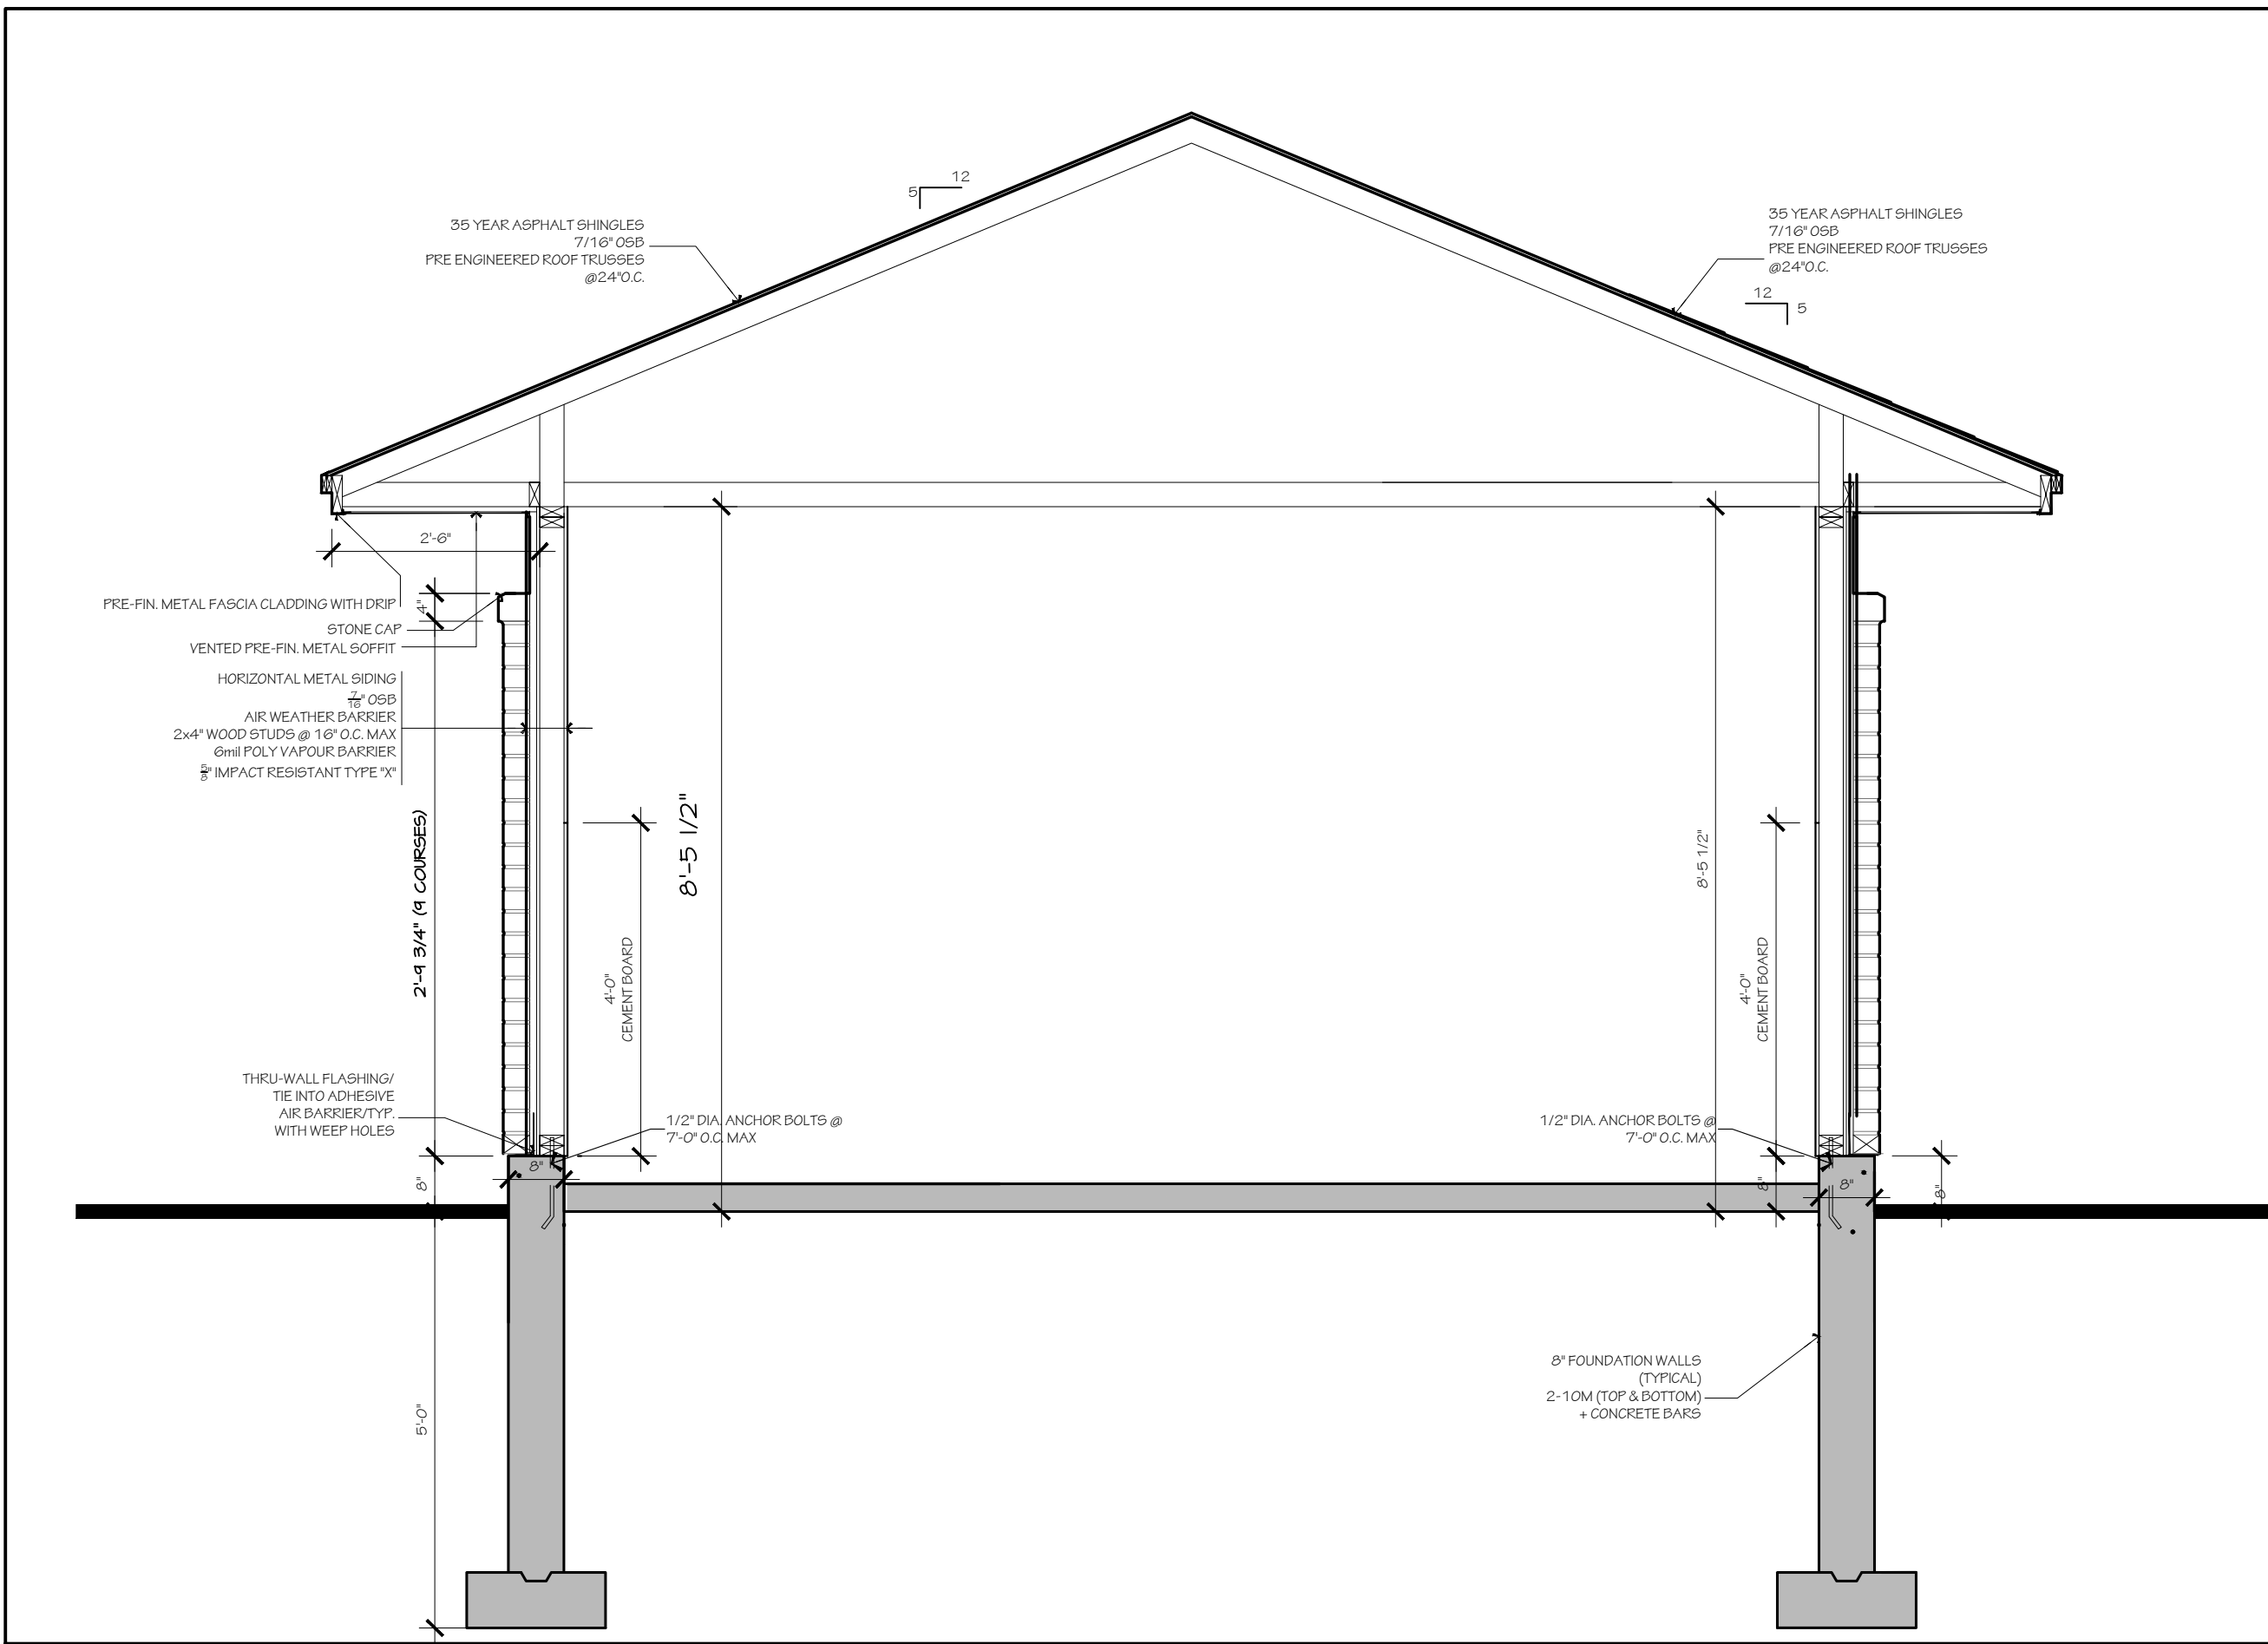 12
5
35 YEAR ASPHALT SHINGLES
7/16" OSB
PRE ENGINEERED ROOF TRUSSES
@24"O.C.
35 YEAR ASPHALT SHINGLES
7/16" OSB
PRE ENGINEERED ROOF TRUSSES
@24"O.C.
12
5
2'-6"
PRE-FIN. METAL FASCIA CLADDING WITH DRIP
4"
STONE CAP
VENTED PRE-FIN. METAL SOFFIT
HORIZONTAL METAL SIDING
7/16" OSB
AIR WEATHER BARRIER
2x4" WOOD STUDS @ 16" O.C. MAX
6mil POLY VAPOUR BARRIER
5/8" IMPACT RESISTANT TYPE "X"
2'-9 3/4" (9 COURSES)
8'-5 1/2"
8'-5 1/2"
4'-0"
CEMENT BOARD
4'-0"
CEMENT BOARD
THRU-WALL FLASHING/
TIE INTO ADHESIVE
AIR BARRIER/TYP.
WITH WEEP HOLES
1/2" DIA. ANCHOR BOLTS @
7'-0" O.C. MAX
1/2" DIA. ANCHOR BOLTS @
7'-0" O.C. MAX
8"
8"
8"
8"
8"
8" FOUNDATION WALLS
(TYPICAL)
2-10M (TOP & BOTTOM)
+ CONCRETE BARS
5'-0"